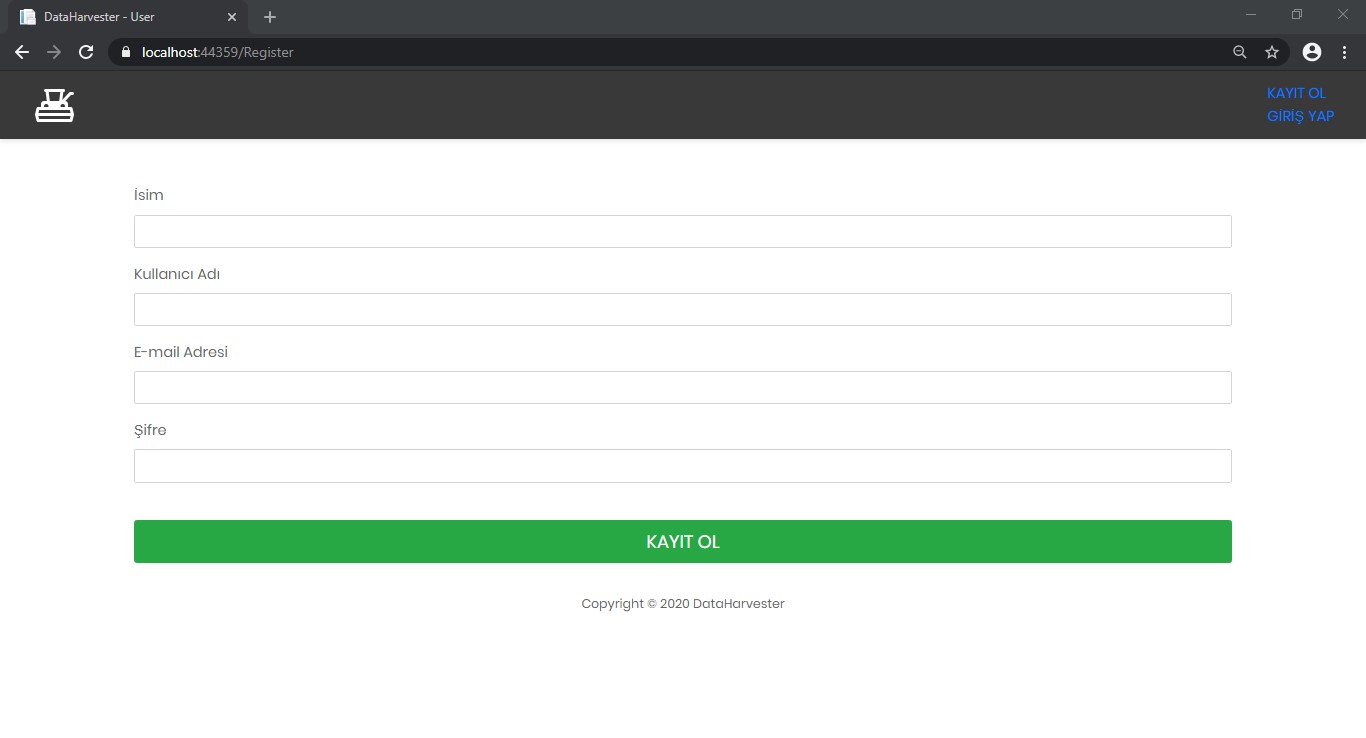 DataHarvester - User
localhost:44359/Register
KAYIT OL
GİRİŞ YAP
İsim
Kullanıcı Adı
E-mail Adresi
Şifre
KAYIT OL
Copyright © 2020 DataHarvester